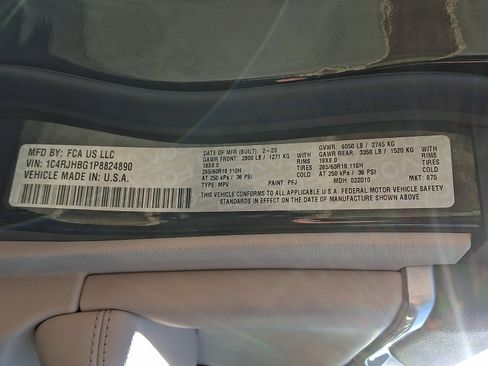 MFD BY: FCA US LLC
VIN: 1C4RJHBG1P8824890
VEHICLE MADE IN: U.S.A.
DATE OF MFR (BUILT): 2-23
GAWR FRONT: 2800 LB / 1271 KG
18X8.0
265/60R18 110H
AT 250 kPa / 36 PSI
TYPE: MPV PAINT: PFJ
WITH
RIMS
TIRES
COLD
GVWR: 6050 LB / 2745 KG
GAWR REAR: 3350 LB / 1520 KG
18X8.0
265/60R18 110H
AT 250 kPa / 36 PSI
MDH: 022010
WITH
RIMS
TIRES
COLD
MKT: 875
THIS VEHICLE CONFORMS TO ALL APPLICABLE U.S.A. FEDERAL MOTOR VEHICLE SAFETY
STANDARDS IN EFFECT ON THE DATE OF MANUFACTURE SHOWN ABOVE